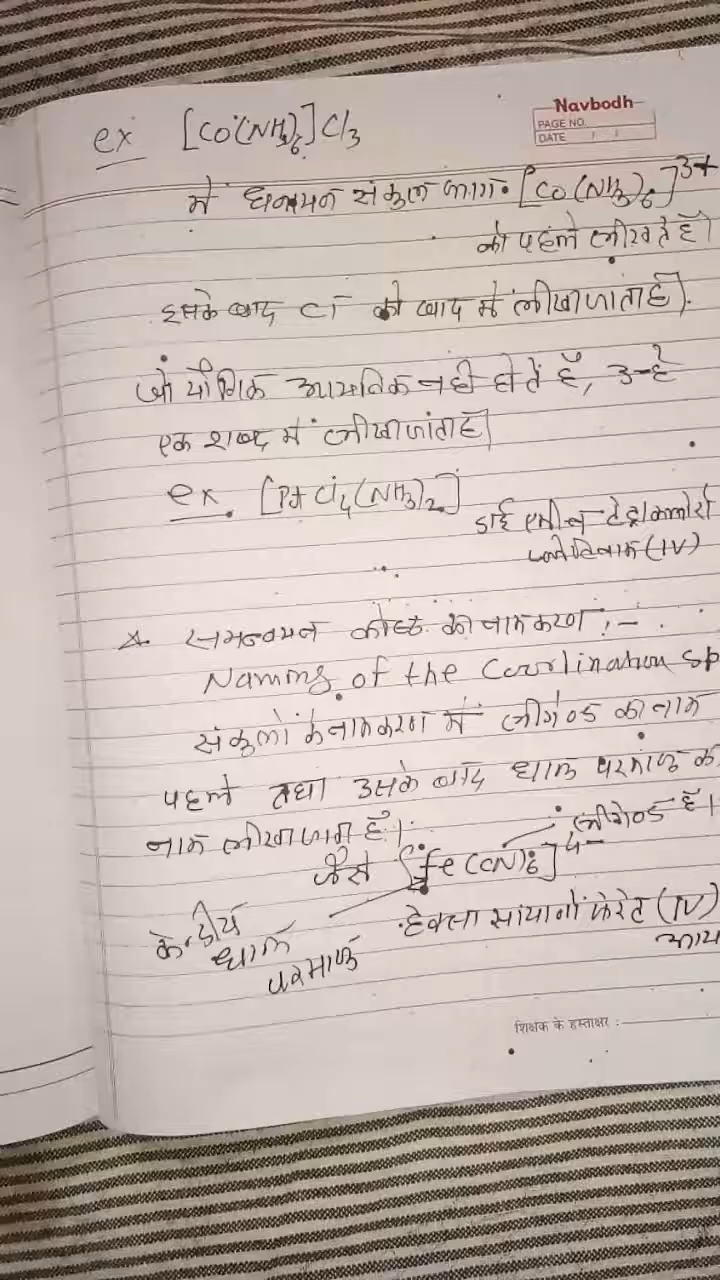 Navbodh
PAGE NO.
DATE / /
ex [Co(NH3)6]Cl3
में धनायन संकुल भाग [Co(NH3)6]3+
को पहले लीखते हैं।
इसके बाद Cl- को बाद में लीखा जाता है।
जो यौगिक आयनिक नही होते हैं, उन्हे
एक शब्द में लीखा जाता है
ex. [Pt Cl4(NH3)2]
डाई एमीन टेट्राक्लोरो
प्लेटिनम (IV)
समन्वयन का नामकरण :-
Naming of the Coordination sp
संकुलो के नामकरण में लीगेण्ड का नाम
पहले तथा उसके बाद धातु परमाणु का
नाम लीखा जाता है।
लीगेण्ड है।
जैसे [Fe(CN)6]4-
केन्द्रीय
धातु
परमाणु
हेक्सा सायानो फेरेट (IV)
आय
शिक्षक के हस्ताक्षर :